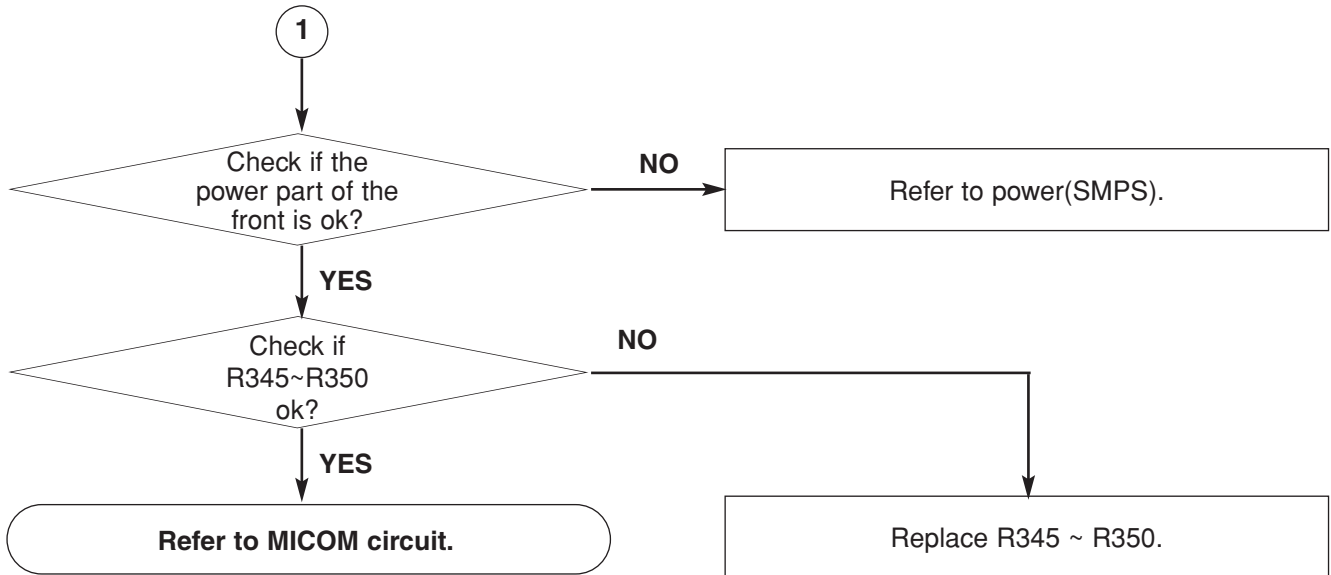 1
Check if the
power part of the
front is ok?
NO
Refer to power(SMPS).
YES
Check if
R345~R350
ok?
NO
YES
Refer to MICOM circuit.
Replace R345 ~ R350.